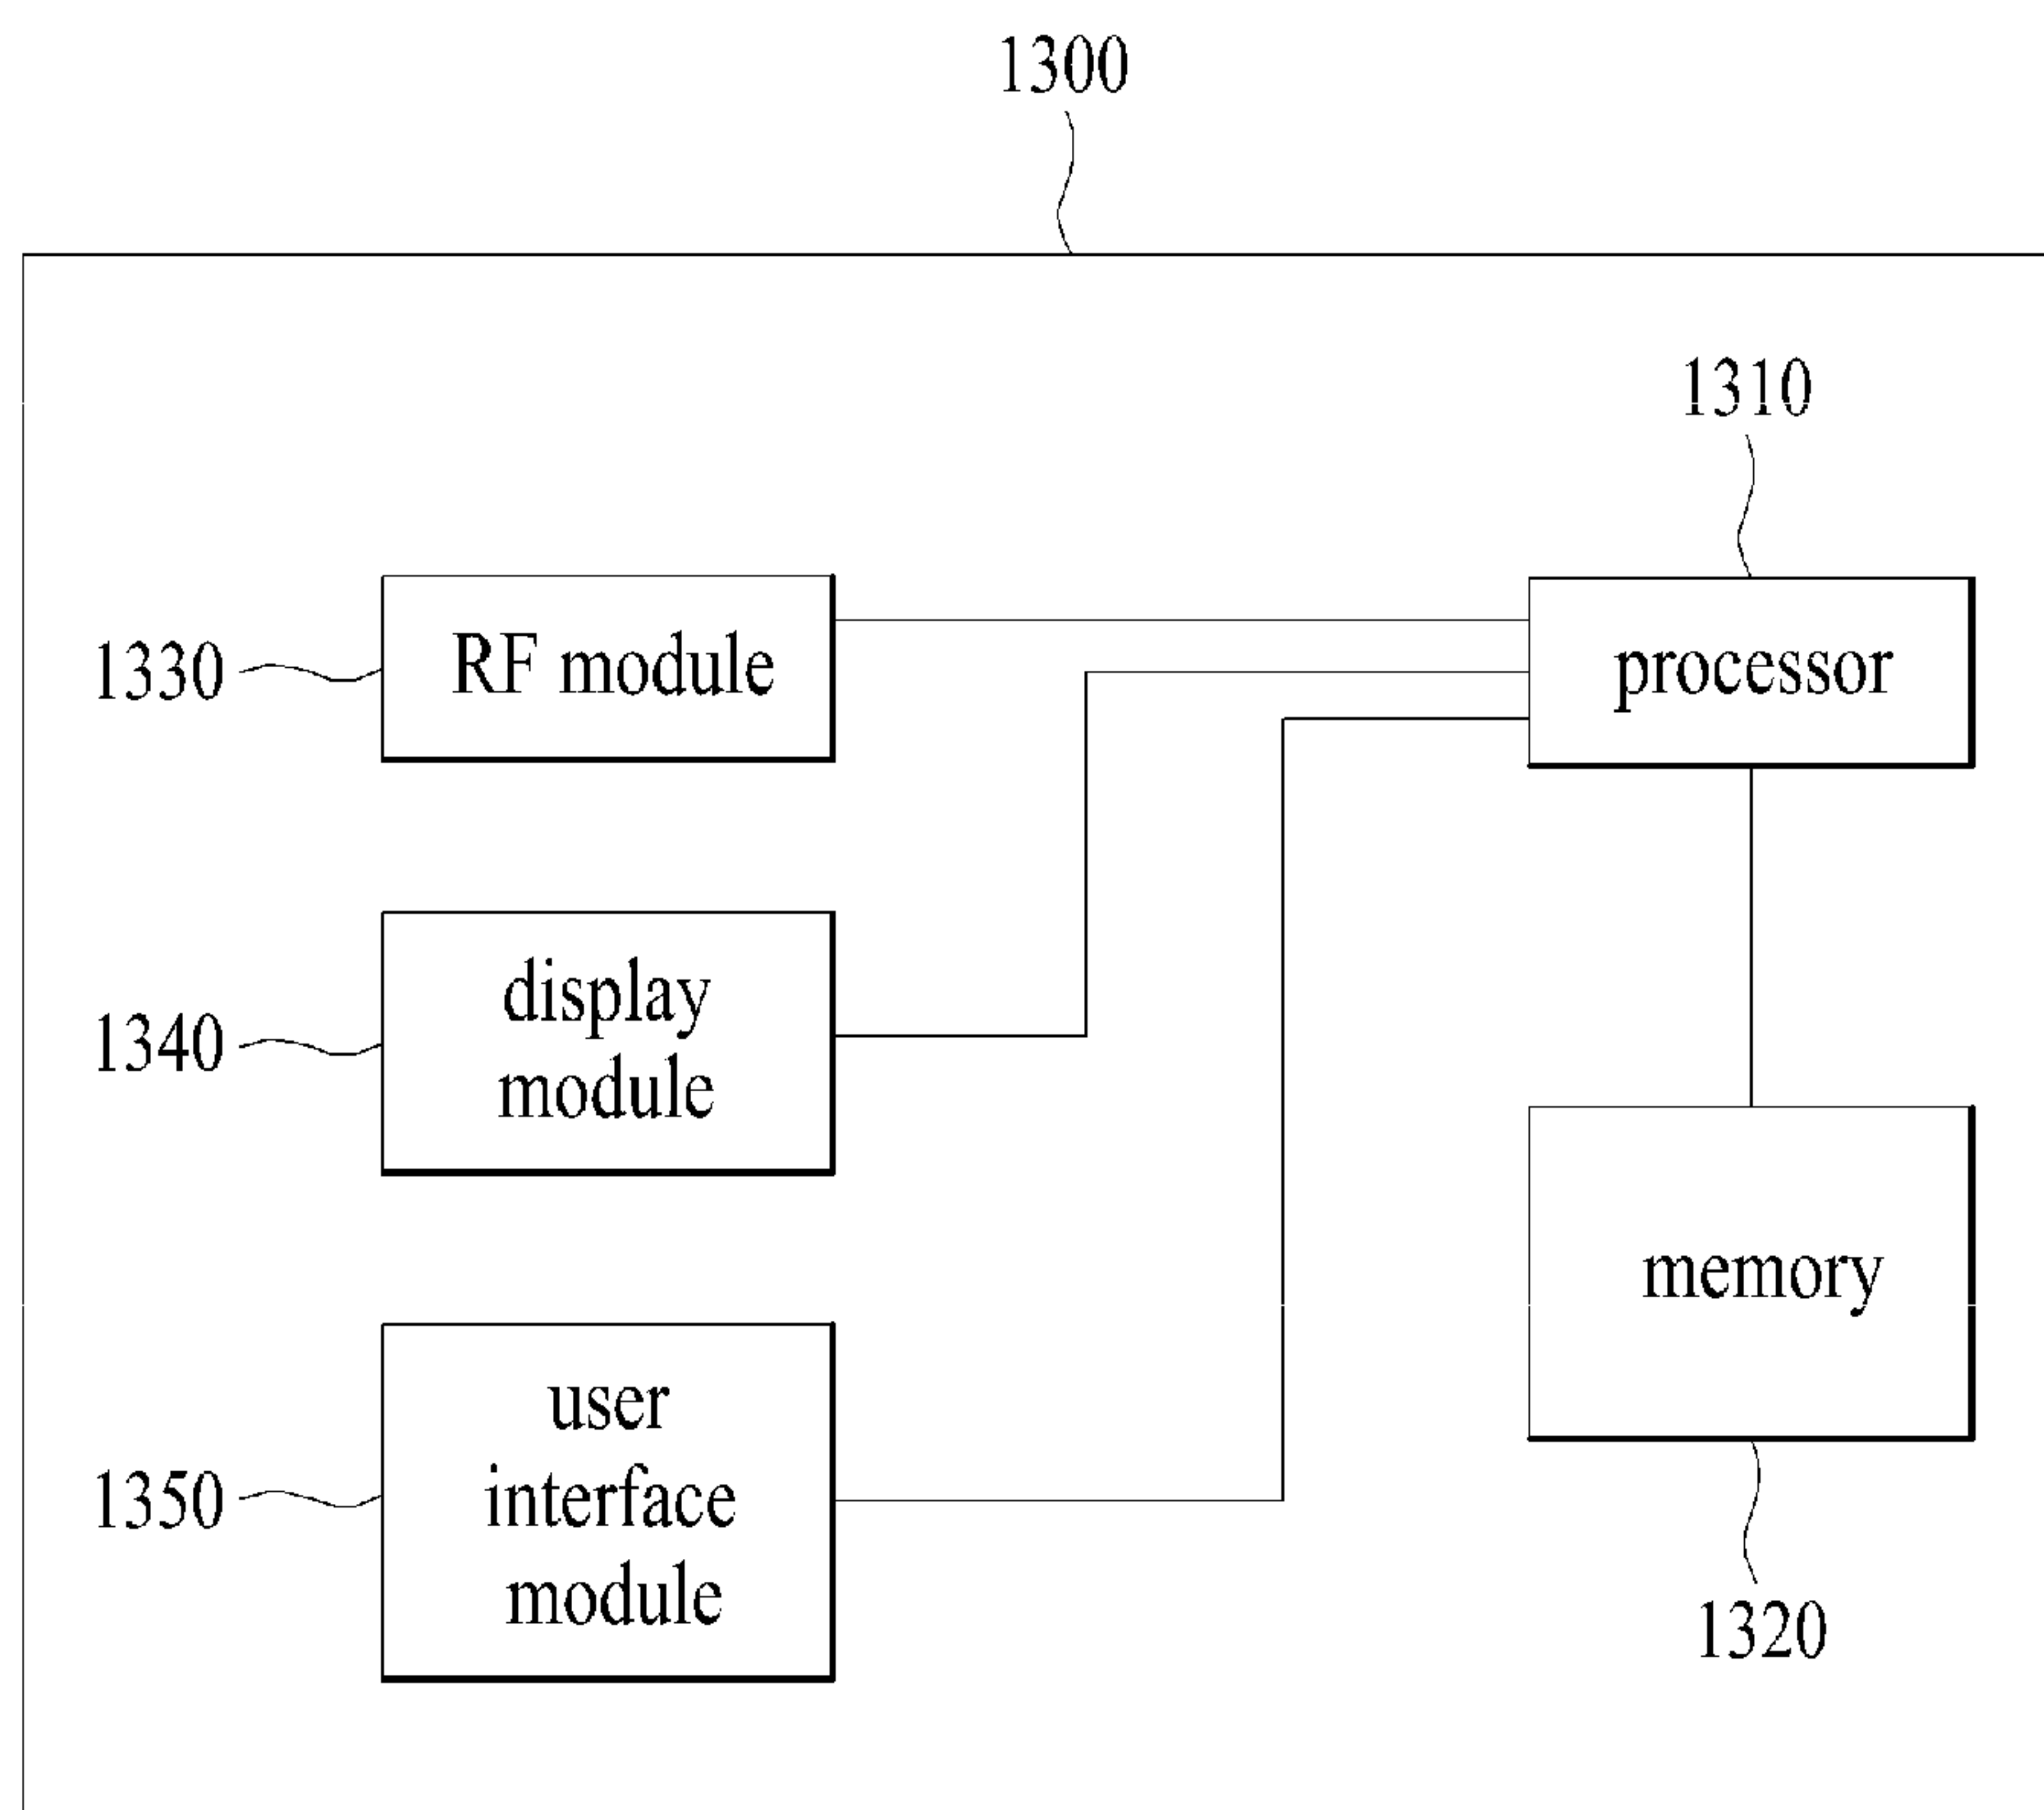 1300
1310
1330
RF module
processor
1340
display
module
memory
1350
user
interface
module
1320